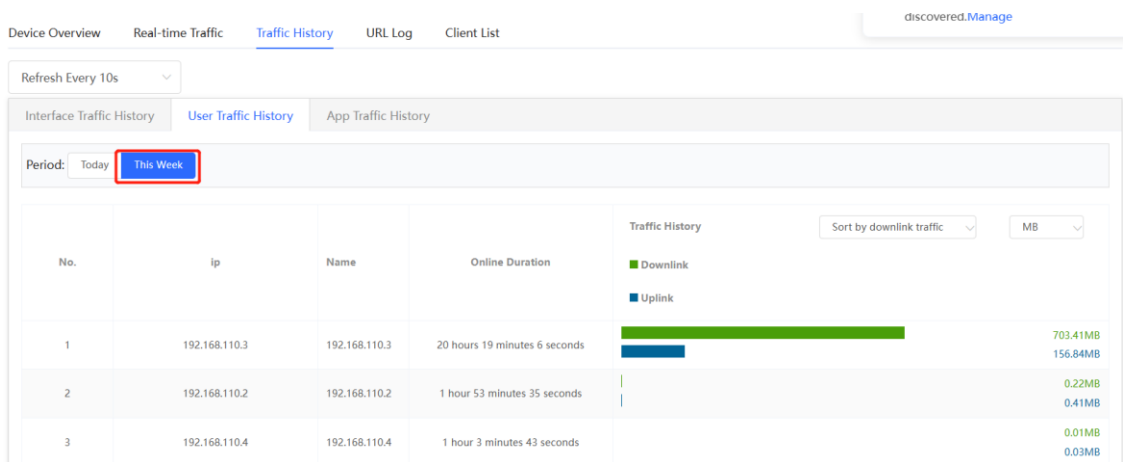 discovered.Manage
Device Overview Real-time Traffic Traffic History URL Log Client List
Refresh Every 10s
Interface Traffic History User Traffic History App Traffic History
Period: Today This Week
Traffic History Sort by downlink traffic MB
No. ip Name Online Duration
Downlink
Uplink
1 192.168.110.3 192.168.110.3 20 hours 19 minutes 6 seconds
703.41MB
156.84MB
2 192.168.110.2 192.168.110.2 1 hour 53 minutes 35 seconds
0.22MB
0.41MB
3 192.168.110.4 192.168.110.4 1 hour 3 minutes 43 seconds
0.01MB
0.03MB